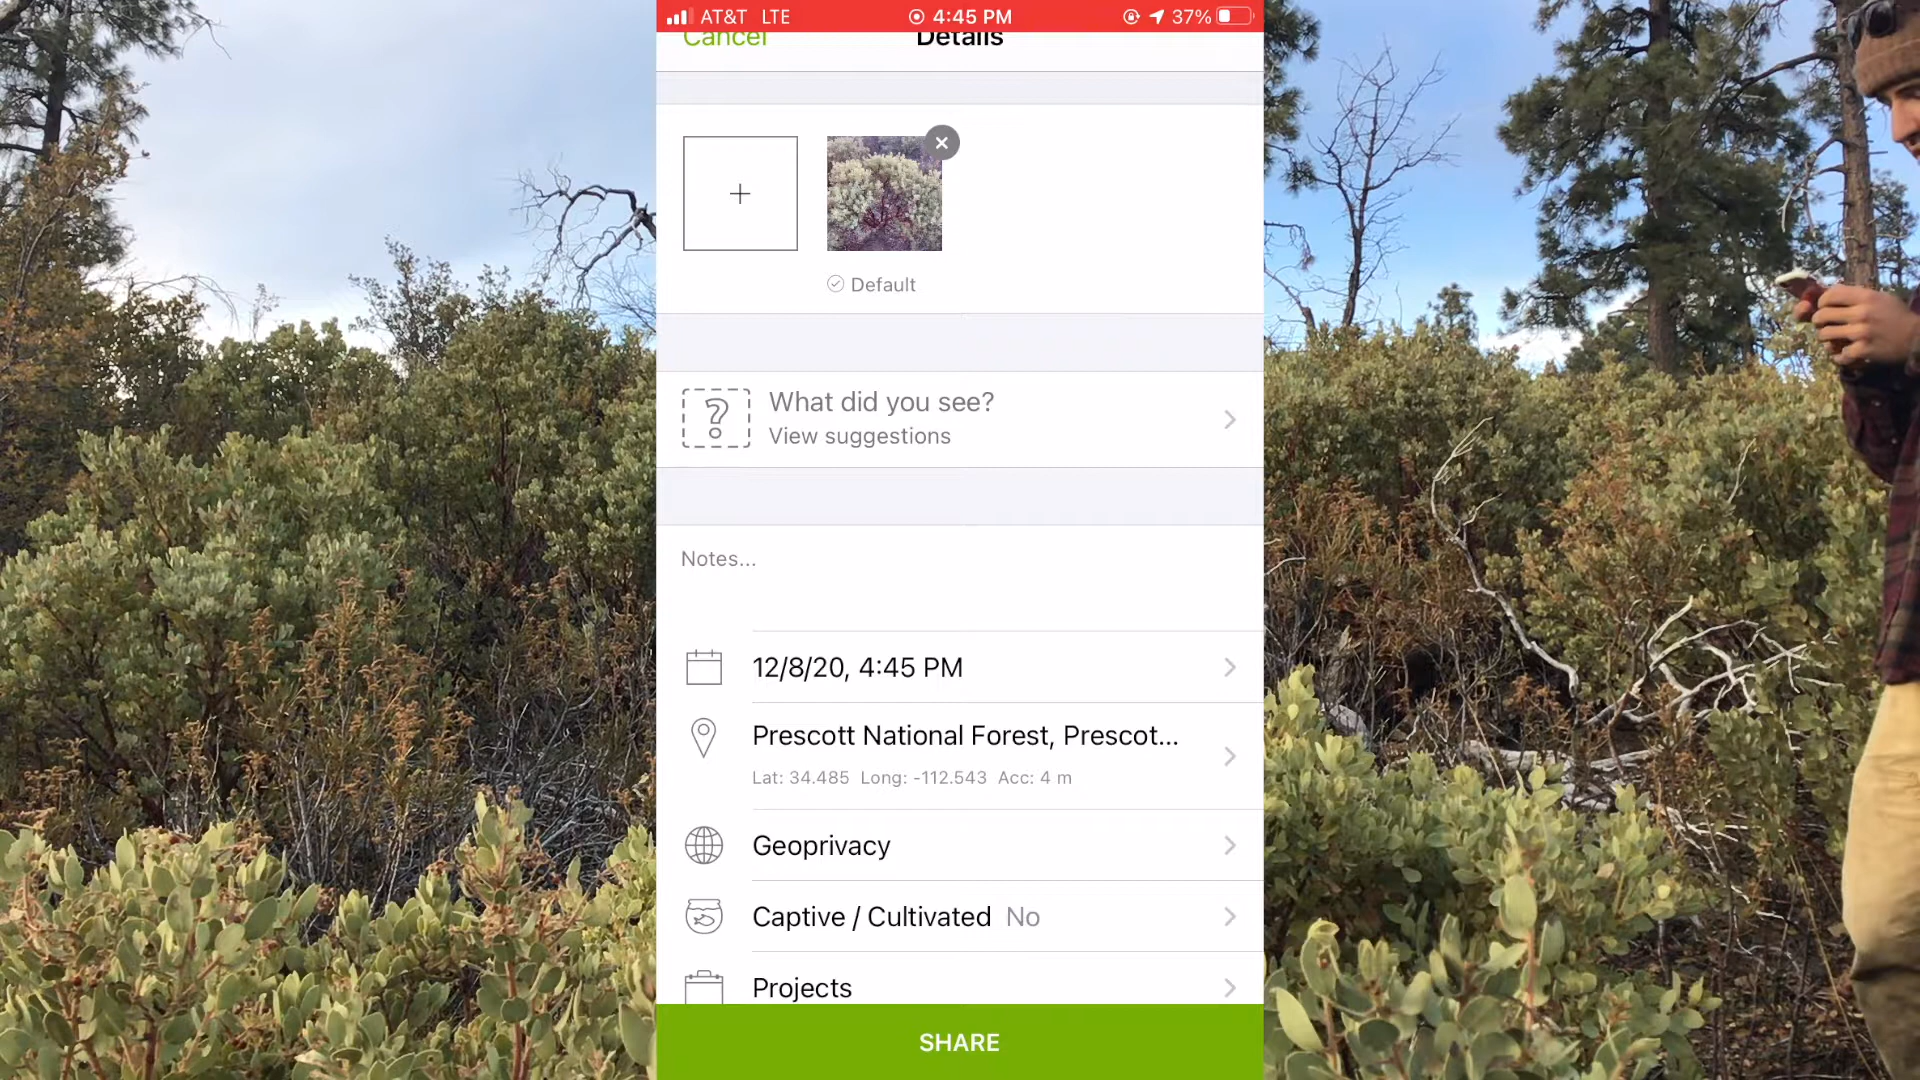 AT&T LTE 4:45 PM 37%
Cancel Details
Default
What did you see?
View suggestions
Notes...
12/8/20, 4:45 PM
Prescott National Forest, Prescot...
Lat: 34.485 Long: -112.543 Acc: 4 m
Geoprivacy
Captive / Cultivated No
Projects
SHARE